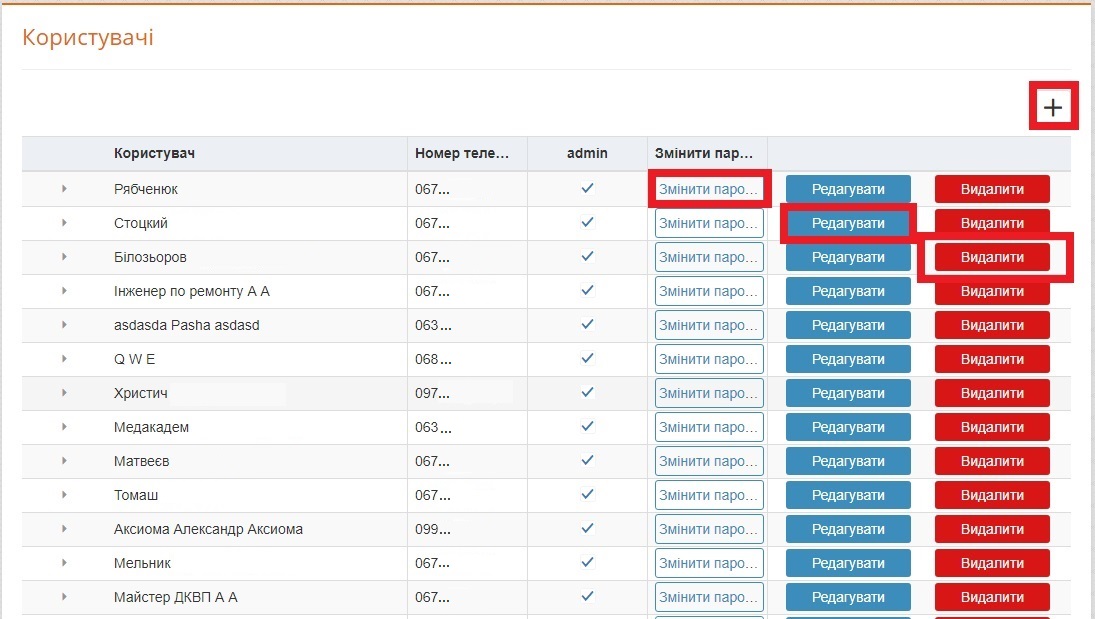 Користувачі
+
Користувач Номер теле... admin Змінити пар...
Рябченюк 067... Змінити паро... Редагувати Видалити
Стоцкий 067... Змінити паро... Редагувати Видалити
Білозьоров 067... Змінити паро... Редагувати Видалити
Інженер по ремонту А А 067... Змінити паро... Редагувати Видалити
asdasda Pasha asdasd 063... Змінити паро... Редагувати Видалити
Q W E 068... Змінити паро... Редагувати Видалити
Христич 097... Змінити паро... Редагувати Видалити
Медакадем 063... Змінити паро... Редагувати Видалити
Матвеєв 067... Змінити паро... Редагувати Видалити
Томаш 067... Змінити паро... Редагувати Видалити
Аксиома Александр Аксиома 099... Змінити паро... Редагувати Видалити
Мельник 067... Змінити паро... Редагувати Видалити
Майстер ДКВП А А 067... Змінити паро... Редагувати Видалити